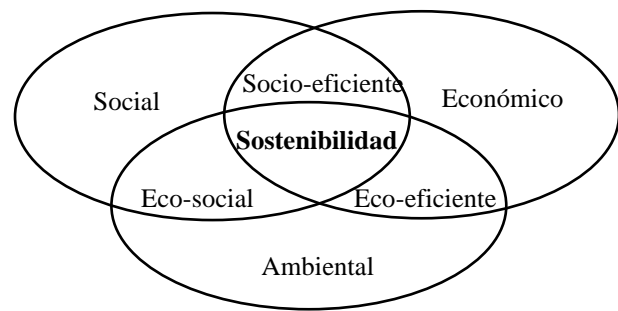 Socio-eficiente
Social
Económico
Sostenibilidad
Eco-social
Eco-eficiente
Ambiental